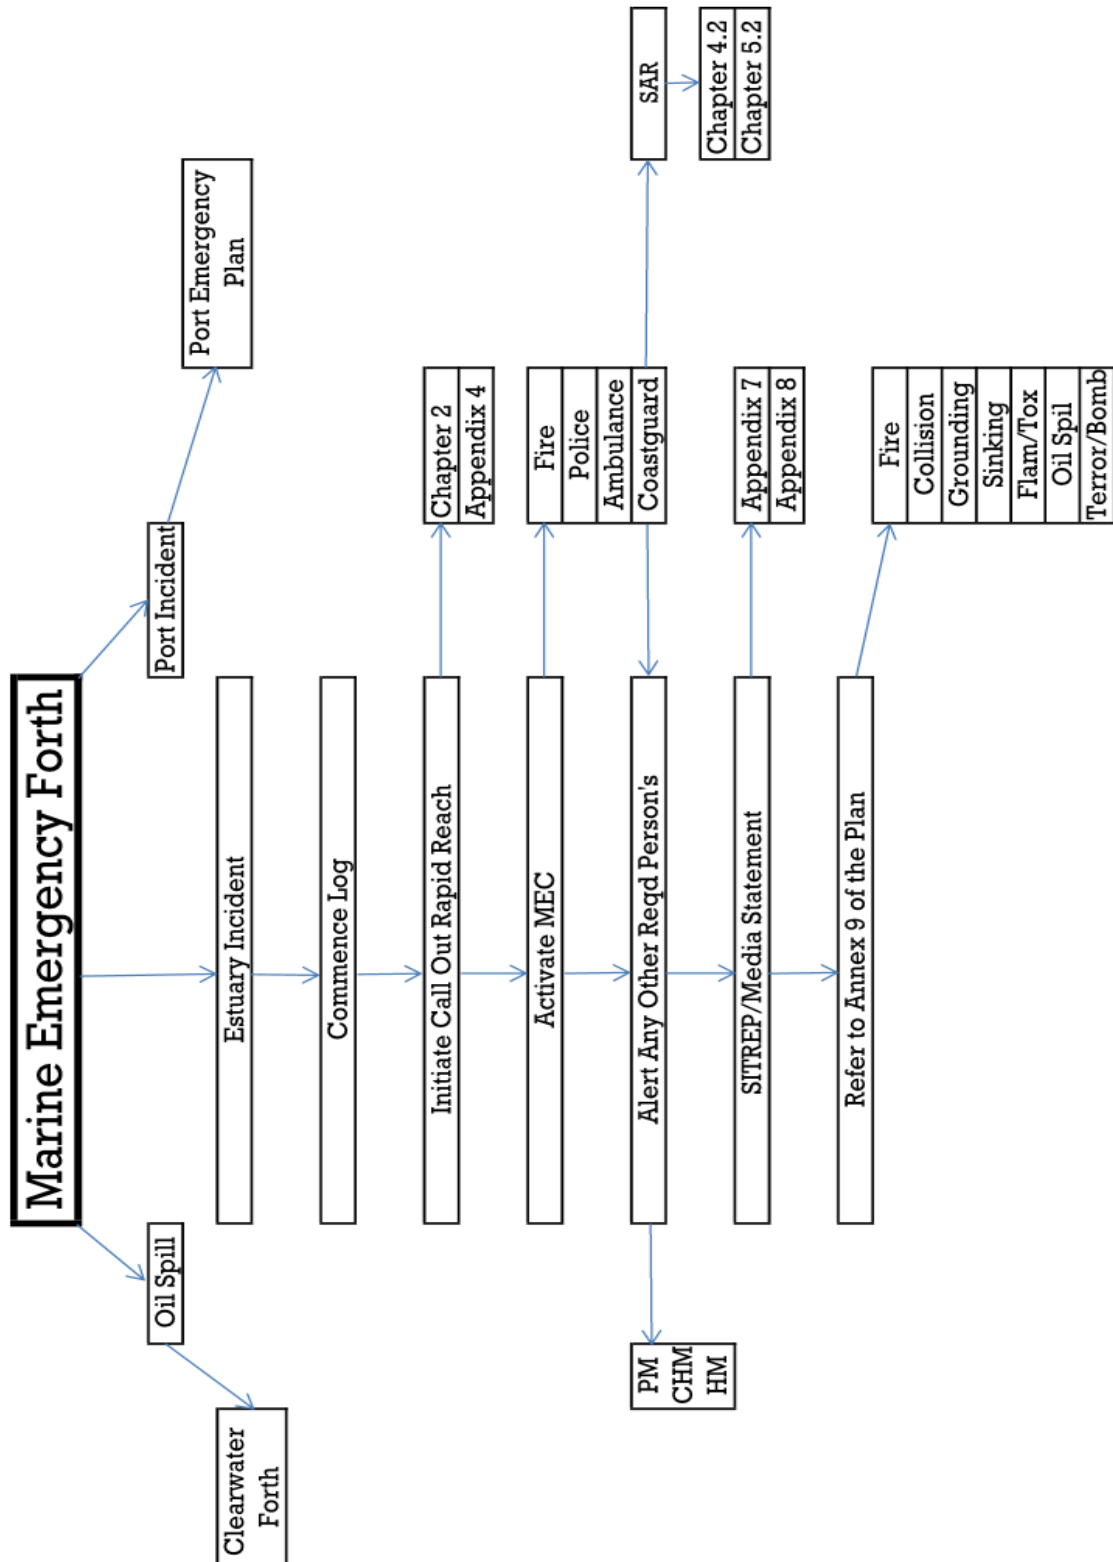 Marine Emergency Forth
Oil Spill
Port Incident
Clearwater
Forth
Port Emergency
Plan
Estuary Incident
Commence Log
Initiate Call Out Rapid Reach
Chapter 2
Appendix 4
Activate MEC
Fire
Police
Ambulance
Coastguard
SAR
Chapter 4.2
Chapter 5.2
Alert Any Other Reqd Person's
PM
CHM
HM
SITREP/Media Statement
Appendix 7
Appendix 8
Refer to Annex 9 of the Plan
Fire
Collision
Grounding
Sinking
Flam/Tox
Oil Spil
Terror/Bomb